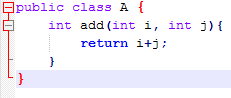 public class A {
    int add(int i, int j){
        return i+j;
    }
}